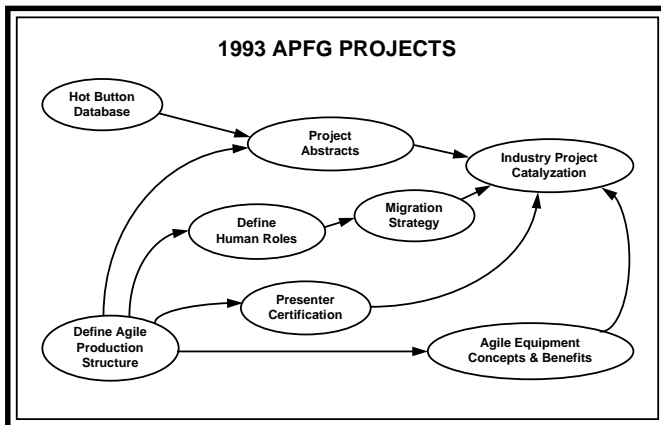 1993 APFG PROJECTS
Hot Button
Database
Project
Abstracts
Industry Project
Catalyzation
Define
Human Roles
Migration
Strategy
Presenter
Certification
Define Agile
Production
Structure
Agile Equipment
Concepts & Benefits